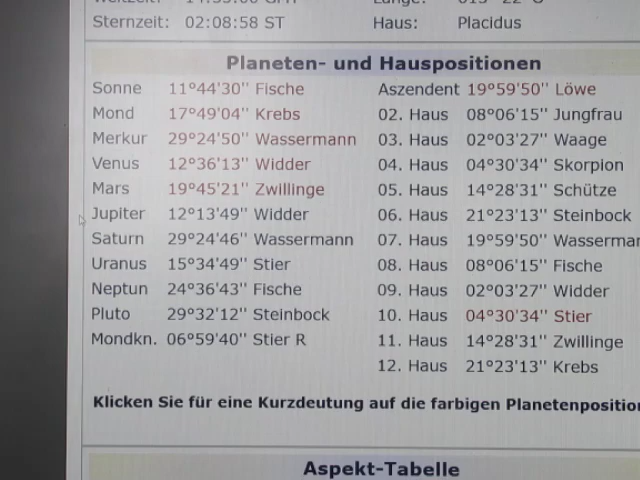 Sternzeit: 02:08:58 ST Haus: Placidus
Planeten- und Hauspositionen
Sonne 11°44'30" Fische Aszendent 19°59'50" Löwe
Mond 17°49'04" Krebs 02. Haus 08°06'15" Jungfrau
Merkur 29°24'50" Wassermann 03. Haus 02°03'27" Waage
Venus 12°36'13" Widder 04. Haus 04°30'34" Skorpion
Mars 19°45'21" Zwillinge 05. Haus 14°28'31" Schütze
Jupiter 12°13'49" Widder 06. Haus 21°23'13" Steinbock
Saturn 29°24'46" Wassermann 07. Haus 19°59'50" Wasserma
Uranus 15°34'49" Stier 08. Haus 08°06'15" Fische
Neptun 24°36'43" Fische 09. Haus 02°03'27" Widder
Pluto 29°32'12" Steinbock 10. Haus 04°30'34" Stier
Mondkn. 06°59'40" Stier R 11. Haus 14°28'31" Zwillinge
12. Haus 21°23'13" Krebs
Klicken Sie für eine Kurzdeutung auf die farbigen Planetenposition
Aspekt-Tabelle